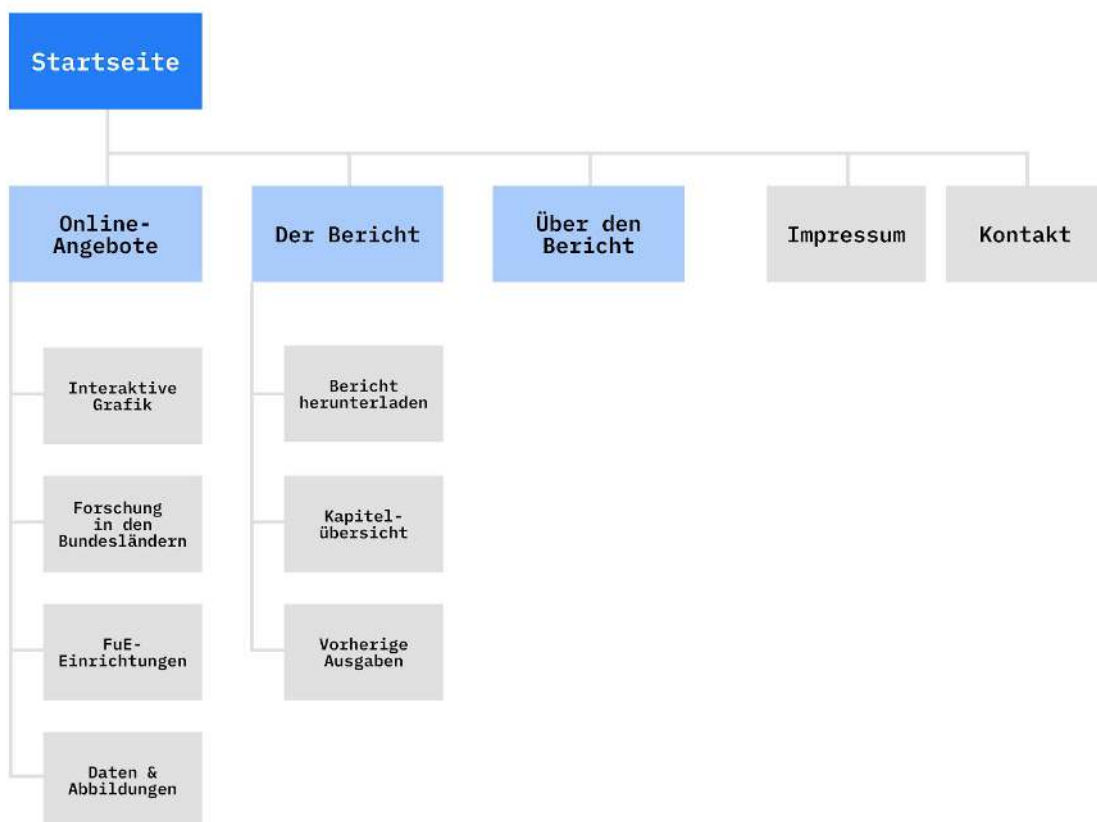 Startseite
Online-
Angebote
Der Bericht
Über den
Bericht
Impressum
Kontakt
Interaktive
Grafik
Forschung
in den
Bundesländern
FuE-
Einrichtungen
Daten &
Abbildungen
Bericht
herunterladen
Kapitel-
übersicht
Vorherige
Ausgaben